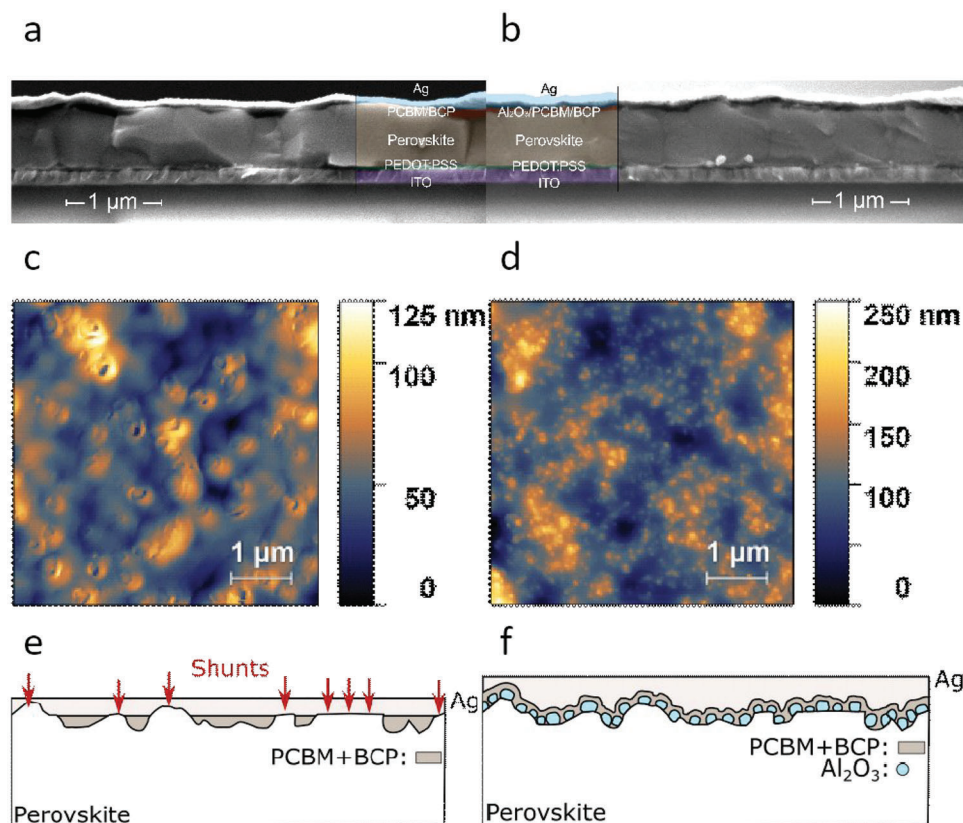 a
b
Ag
Ag
PCBM/BCP
Al₂O₃/PCBM/BCP
Perovskite
Perovskite
PEDOT:PSS
PEDOT:PSS
ITO
ITO
1 µm
1 µm
c
d
125 nm
100
50
0
1 µm
250 nm
200
150
100
0
1 µm
e
f
Shunts
Ag
PCBM+BCP:
Perovskite
Ag
PCBM+BCP:
Al₂O₃:
Perovskite